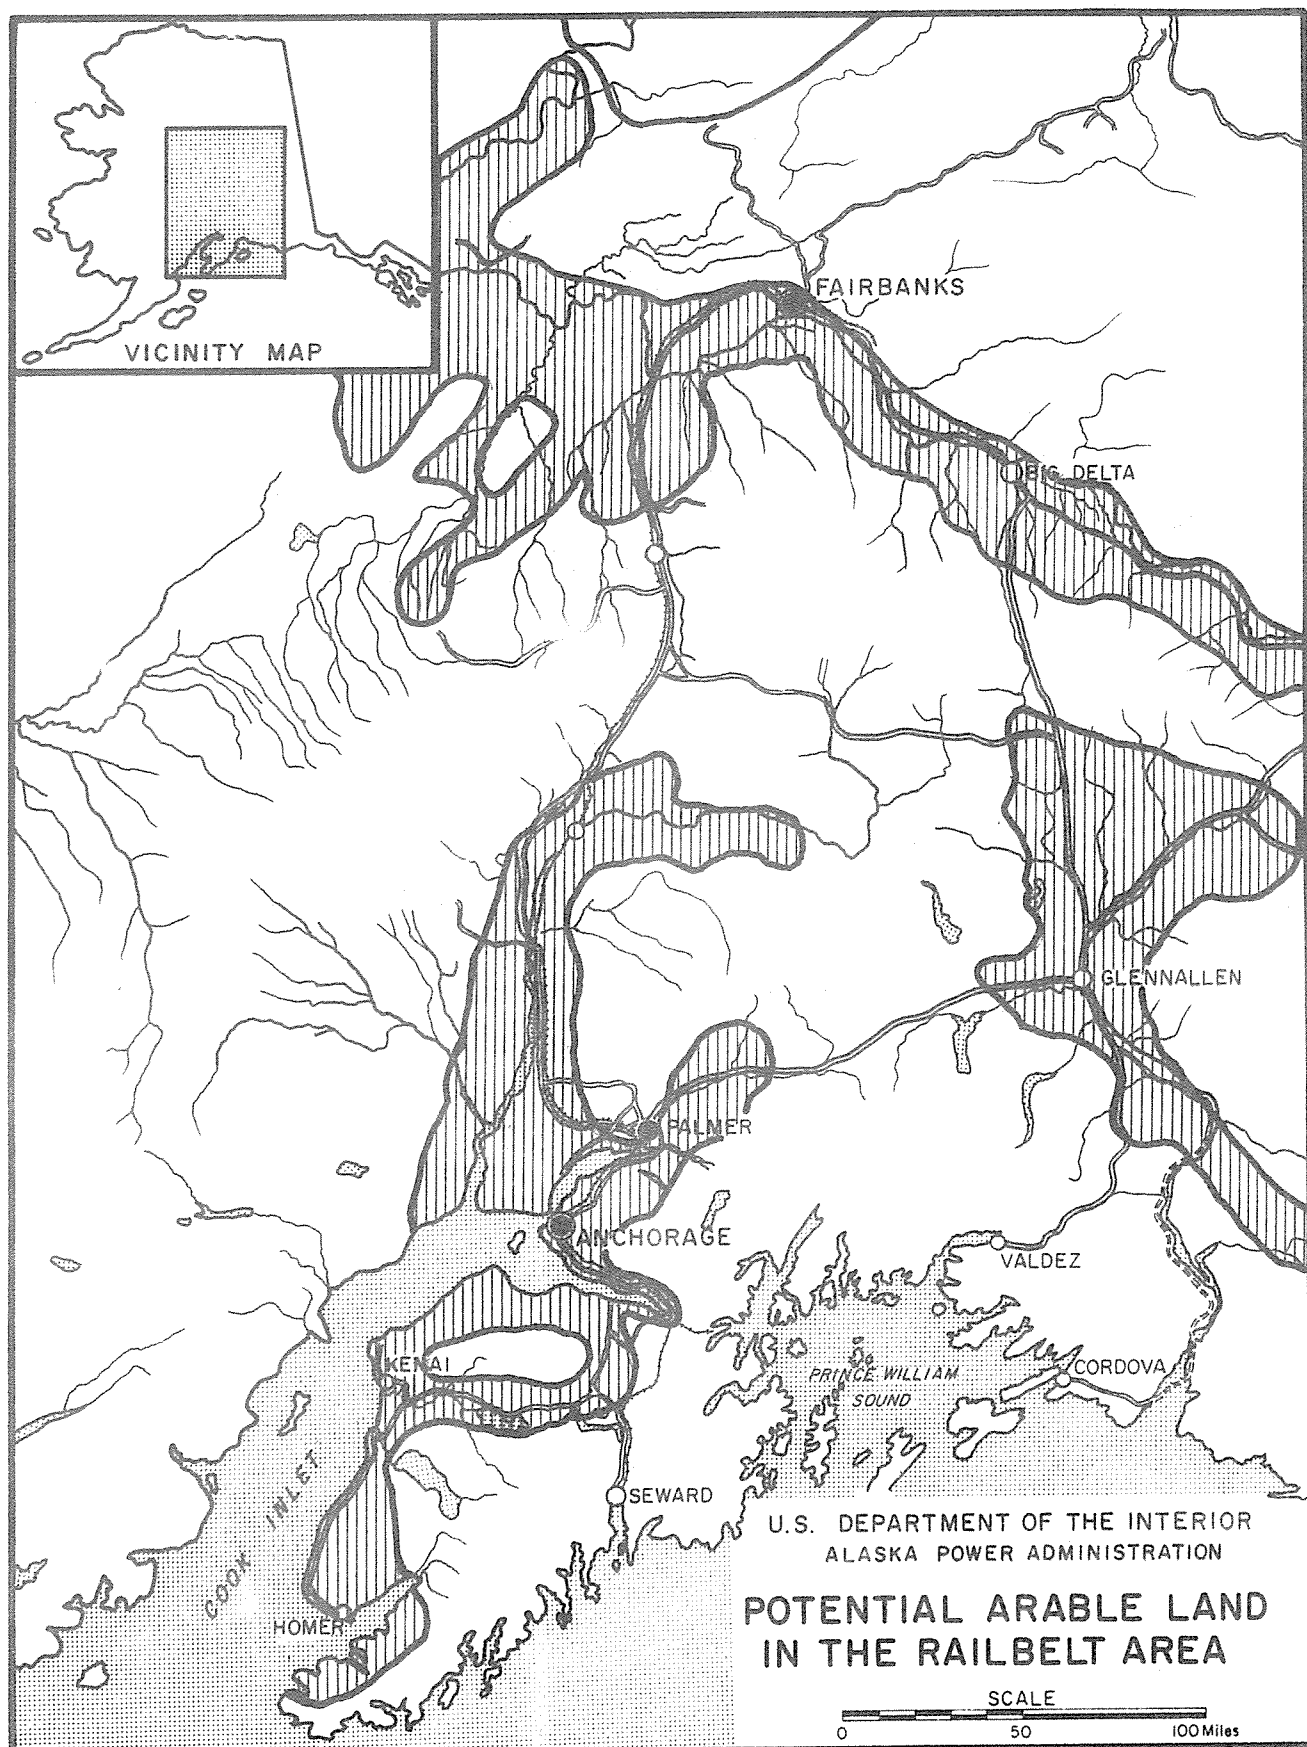 VICINITY MAP
FAIRBANKS
BIG DELTA
GLENNALLEN
PALMER
ANCHORAGE
VALDEZ
KENAI
CORDOVA
PRINCE WILLIAM
SOUND
COOK INLET
SEWARD
HOMER
U.S. DEPARTMENT OF THE INTERIOR
ALASKA POWER ADMINISTRATION
POTENTIAL ARABLE LAND
IN THE RAILBELT AREA
SCALE
0 50 100 Miles